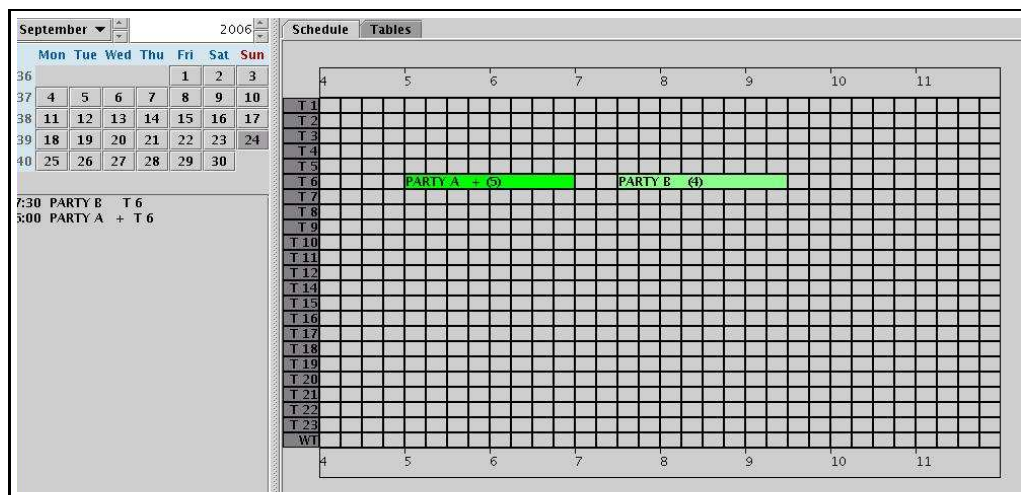 September 2006
Mon Tue Wed Thu Fri Sat Sun
36 1 2 3
37 4 5 6 7 8 9 10
38 11 12 13 14 15 16 17
39 18 19 20 21 22 23 24
40 25 26 27 28 29 30
7:30 PARTY B T 6
5:00 PARTY A + T 6
Schedule Tables
4 5 6 7 8 9 10 11
T 1
T 2
T 3
T 4
T 5
T 6 PARTY A + (5) PARTY B (4)
T 7
T 8
T 9
T 10
T 11
T 12
T 14
T 15
T 16
T 17
T 18
T 19
T 20
T 21
T 22
T 23
WT
4 5 6 7 8 9 10 11